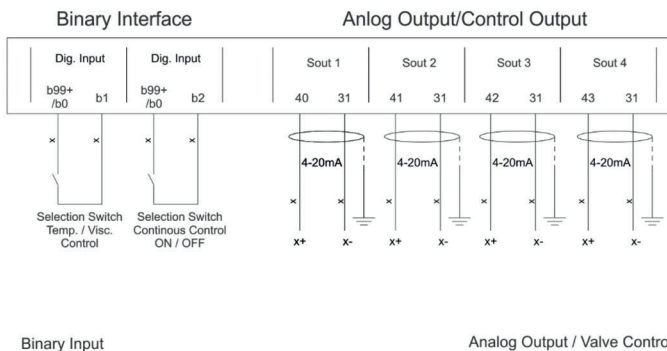 Binary Interface
Anlog Output/Control Output
Dig. Input
Dig. Input
Sout 1
Sout 2
Sout 3
Sout 4
b99+
/b0
b1
b99+
/b0
b2
40
31
41
31
42
31
43
31
x
x
x
x
4-20mA
4-20mA
4-20mA
4-20mA
x
x
x
x
x
x
x
x
Selection Switch
Temp. / Visc.
Control
Selection Switch
Continous Control
ON / OFF
x+
x-
x+
x-
x+
x-
x+
x-
Binary Input
Analog Output / Valve Contro